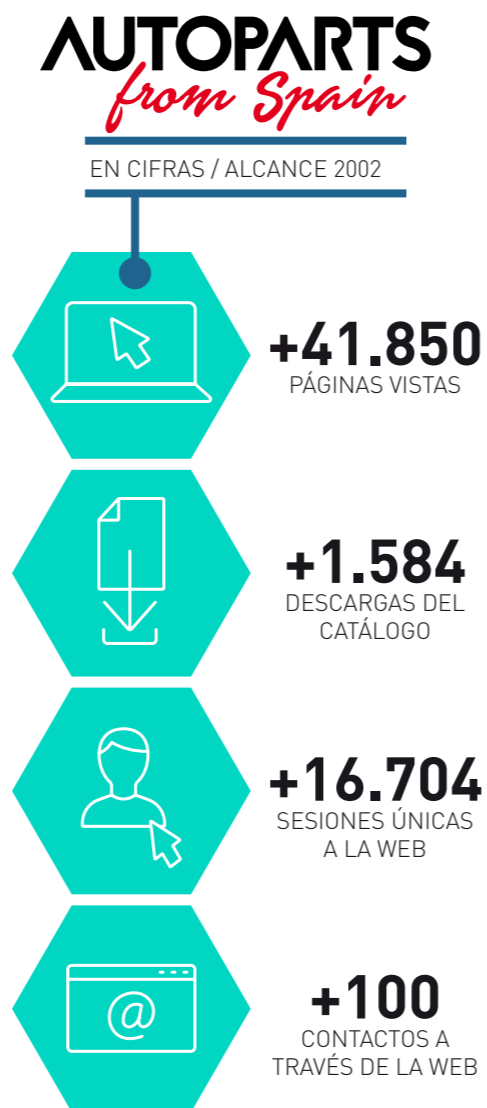 AUTOPARTS
from Spain
EN CIFRAS / ALCANCE 2002
+41.850
PÁGINAS VISTAS
+1.584
DESCARGAS DEL
CATÁLOGO
+16.704
SESIONES ÚNICAS
A LA WEB
@
+100
CONTACTOS A
TRAVÉS DE LA WEB